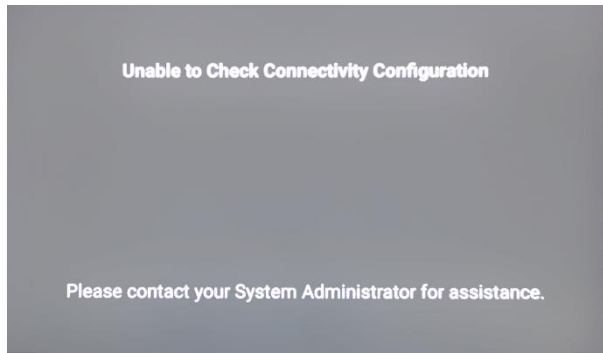 Unable to Check Connectivity Configuration
Please contact your System Administrator for assistance.